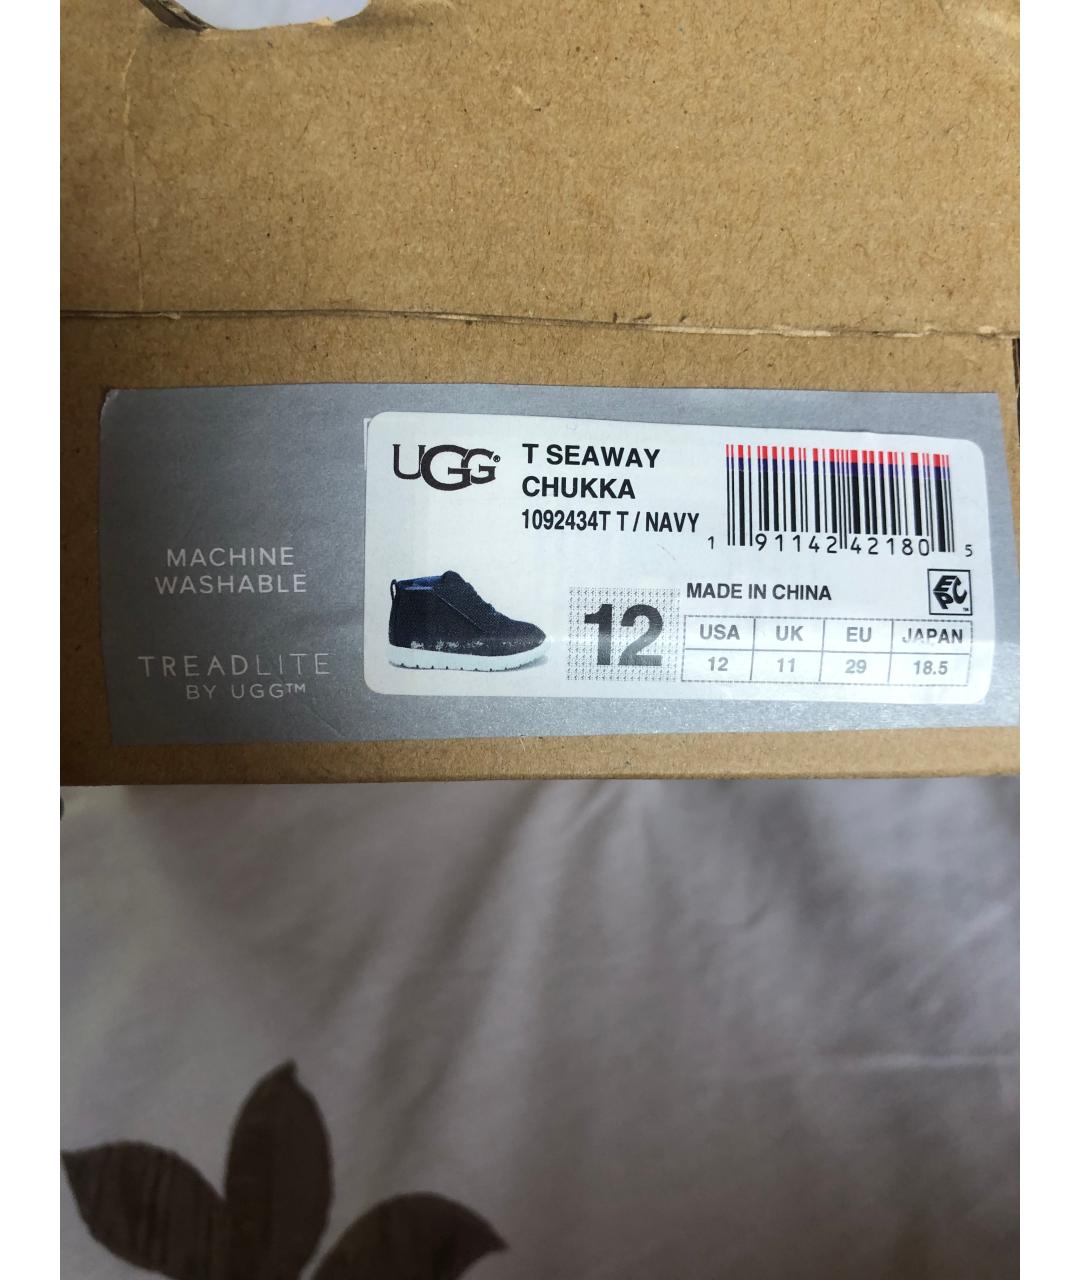 MACHINE
WASHABLE
TREADLITE
BY UGG™
UGG®
T SEAWAY
CHUKKA
1092434T T / NAVY
1 91142 42180 5
12
MADE IN CHINA
EPC™
USA UK EU JAPAN
12 11 29 18.5